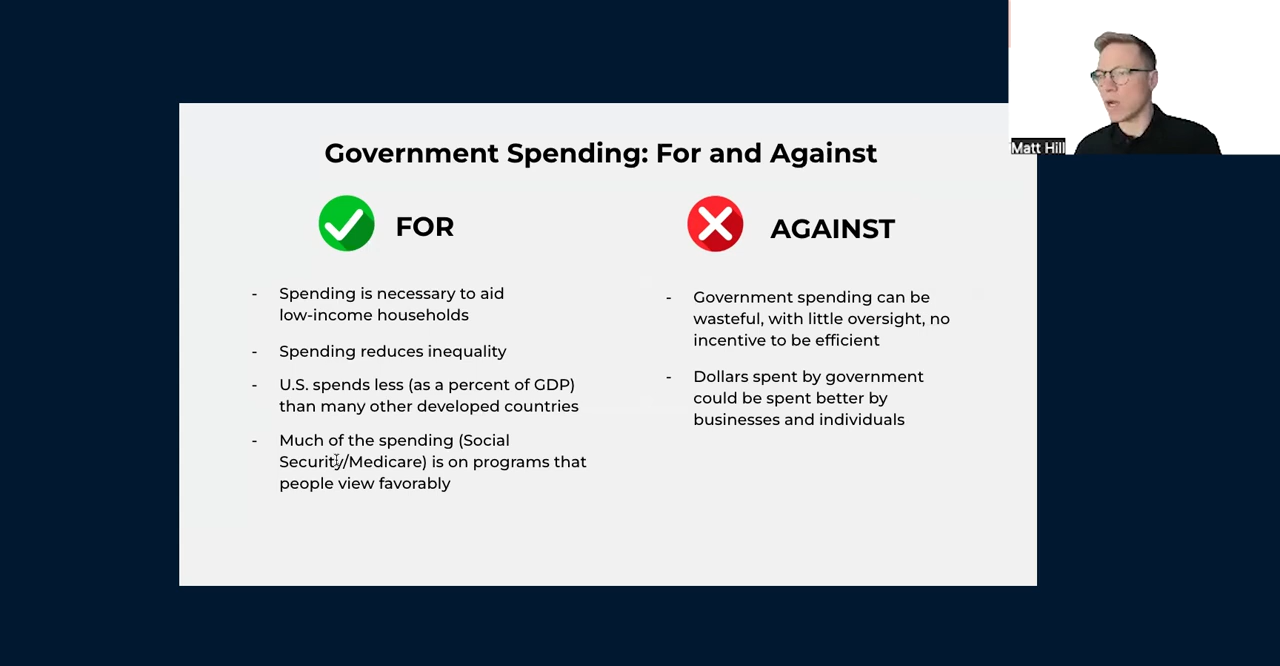 Matt Hill
Government Spending: For and Against
FOR
- Spending is necessary to aid
low-income households
- Spending reduces inequality
- U.S. spends less (as a percent of GDP)
than many other developed countries
- Much of the spending (Social
Security/Medicare) is on programs that
people view favorably
AGAINST
- Government spending can be
wasteful, with little oversight, no
incentive to be efficient
- Dollars spent by government
could be spent better by
businesses and individuals